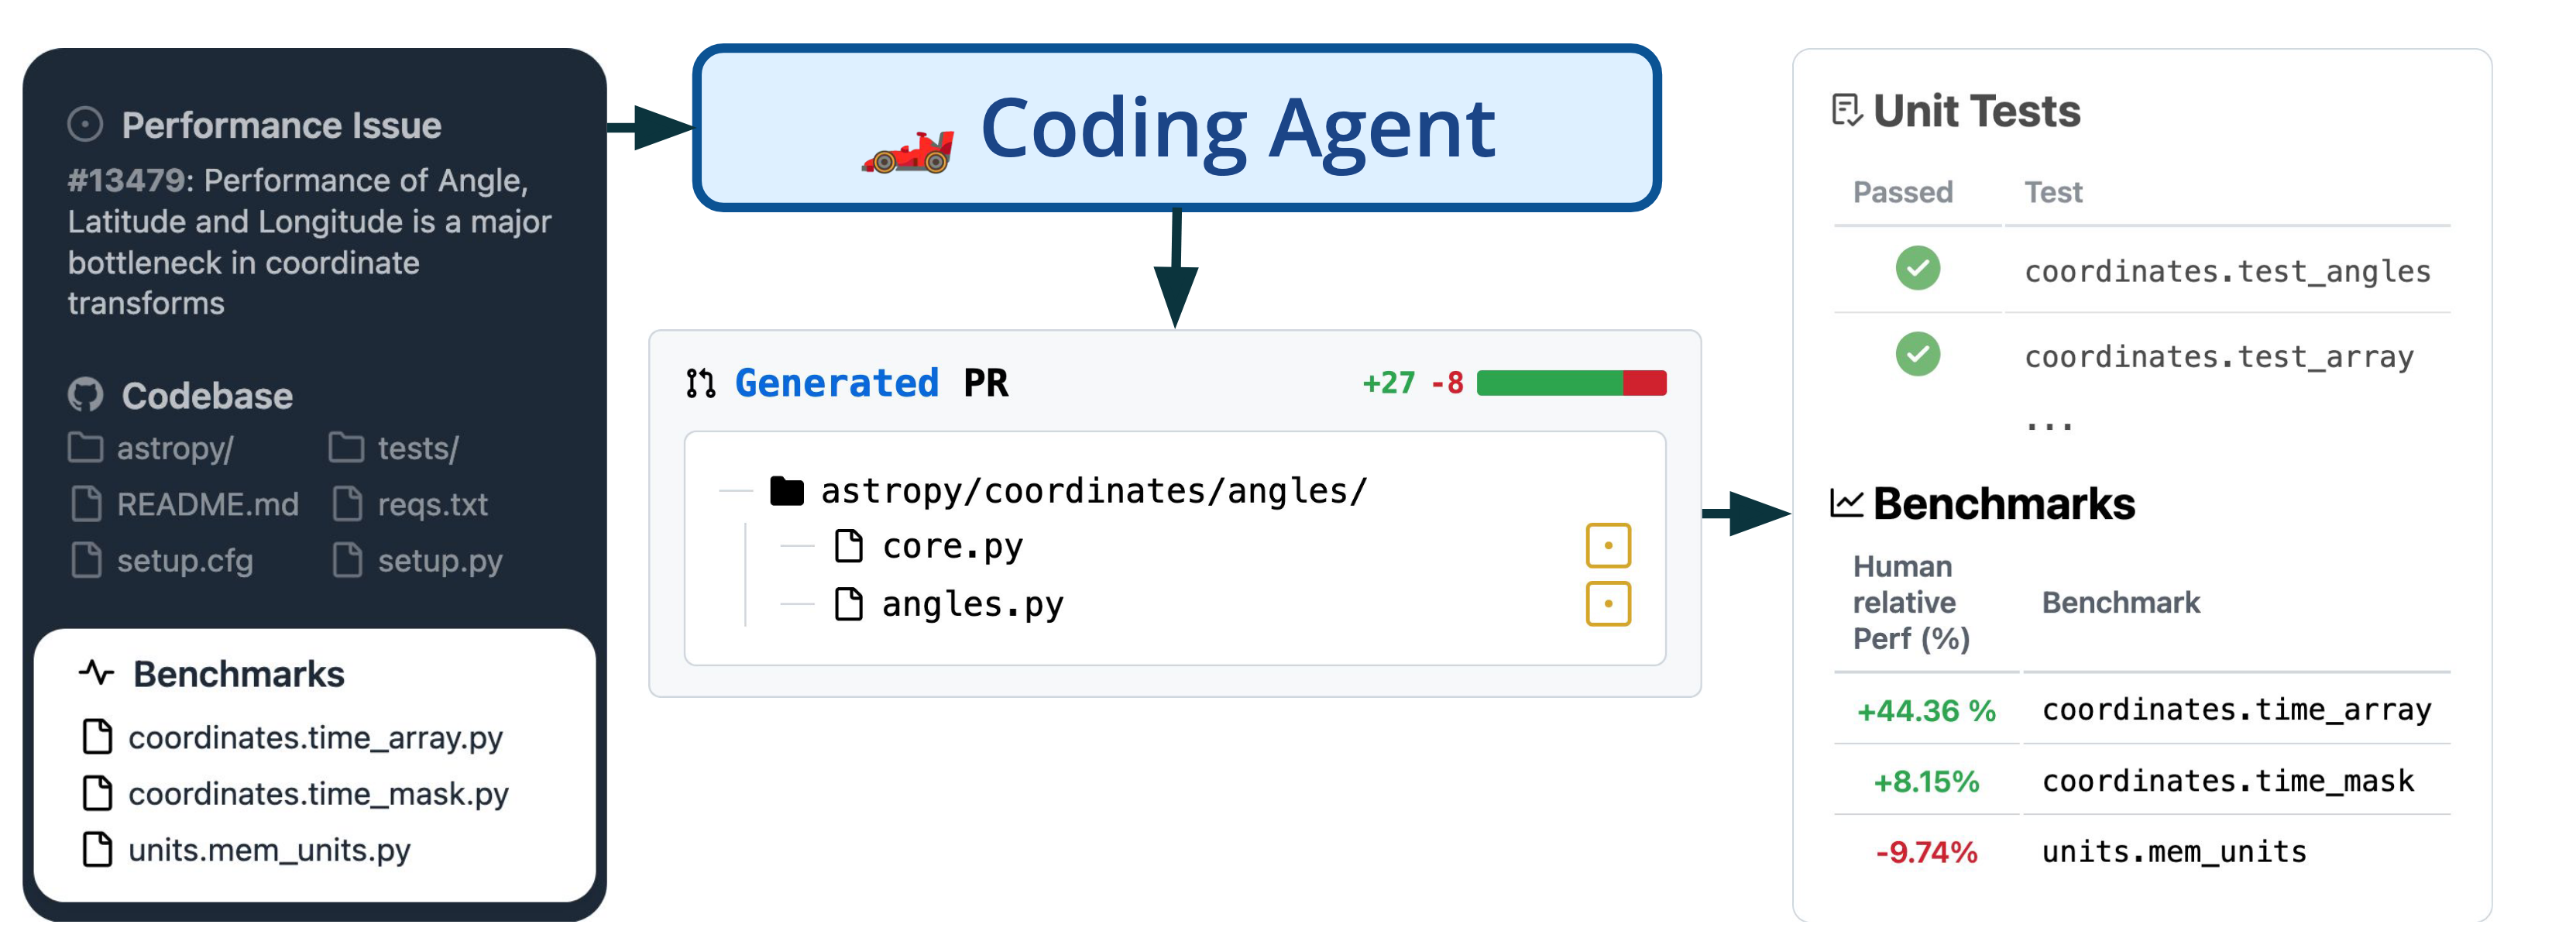 Performance Issue
#13479: Performance of Angle,
Latitude and Longitude is a major
bottleneck in coordinate
transforms
Codebase
astropy/ tests/
README.md reqs.txt
setup.cfg setup.py
Benchmarks
coordinates.time_array.py
coordinates.time_mask.py
units.mem_units.py
Coding Agent
Generated PR +27 -8
astropy/coordinates/angles/
core.py
angles.py
Unit Tests
Passed Test
coordinates.test_angles
coordinates.test_array
...
Benchmarks
Human
relative
Perf (%)
Benchmark
+44.36 % coordinates.time_array
+8.15% coordinates.time_mask
-9.74% units.mem_units